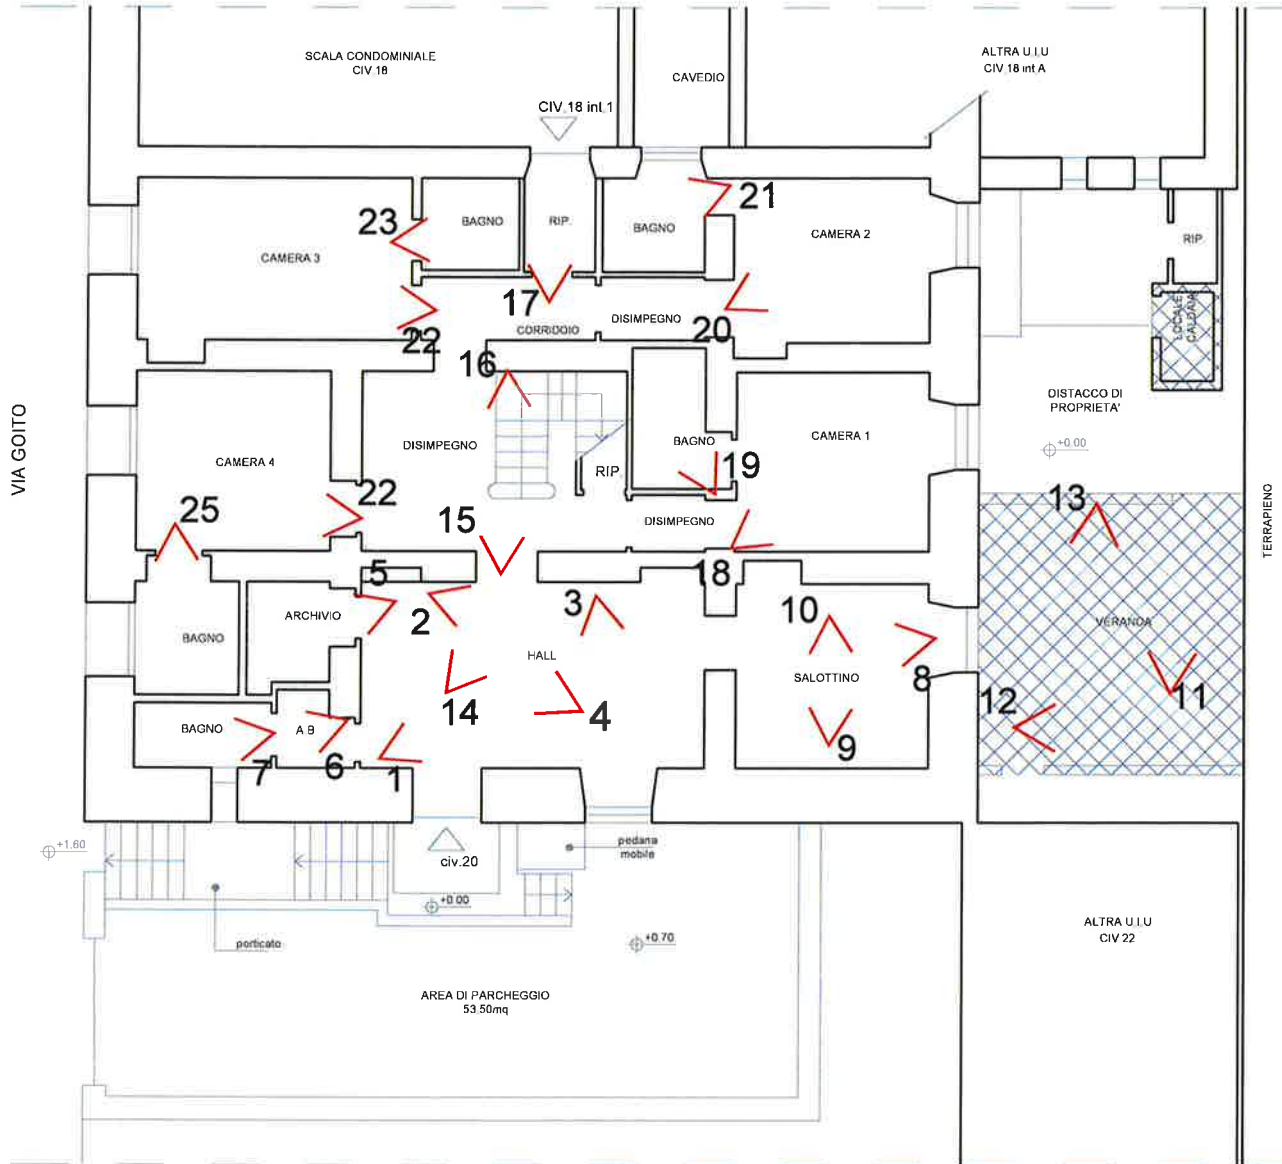 SCALA CONDOMINIALE
CIV 18
ALTRA U.I.U
CIV 18 int A
CAVEDIO
CIV 18 int 1
23
BAGNO
RIP.
BAGNO
21
CAMERA 2
RIP
CAMERA 3
17
CORRIDOIO
DISIMPEGNO
20
LOCALE
CALDAIA
22
16
DISTACCO DI
PROPRIETA'
+0.00
VIA GOITO
DISIMPEGNO
BAGNO
CAMERA 1
CAMERA 4
RIP
19
22
13
25
15
DISIMPEGNO
TERRAPIENO
5
18
2
3
10
ARCHIVIO
BAGNO
HALL
VERANDA
SALOTTINO
8
14
4
12
11
BAGNO
A B
9
7
6
1
+1.60
civ.20
pedana
mobile
+0.00
porticato
+0.70
ALTRA U.I.U
CIV 22
AREA DI PARCHEGGIO
53.50mq